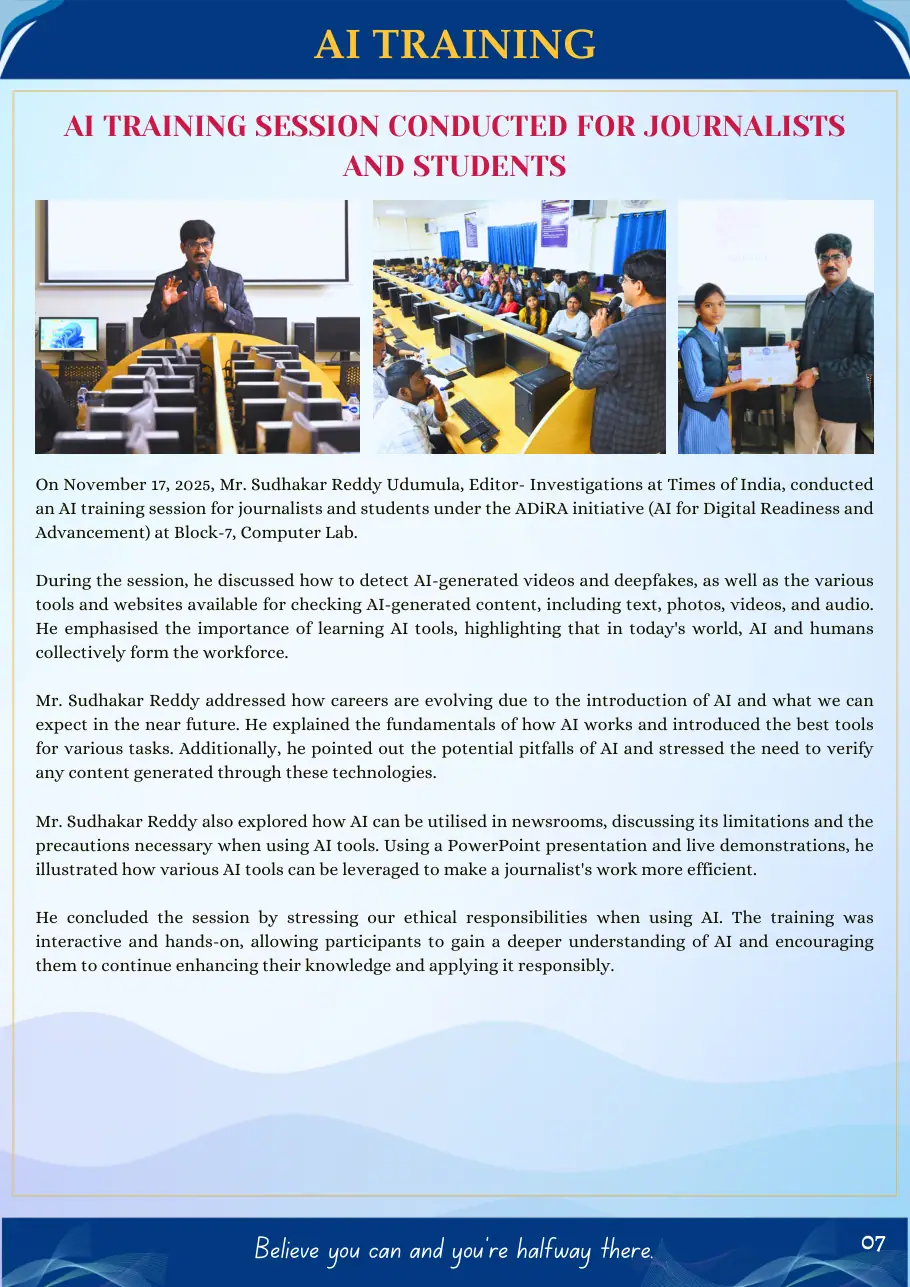 AI TRAINING
AI TRAINING SESSION CONDUCTED FOR JOURNALISTS
AND STUDENTS
On November 17, 2025, Mr. Sudhakar Reddy Udumula, Editor- Investigations at Times of India, conducted
an AI training session for journalists and students under the ADiRA initiative (AI for Digital Readiness and
Advancement) at Block-7, Computer Lab.
During the session, he discussed how to detect AI-generated videos and deepfakes, as well as the various
tools and websites available for checking AI-generated content, including text, photos, videos, and audio.
He emphasised the importance of learning AI tools, highlighting that in today's world, AI and humans
collectively form the workforce.
Mr. Sudhakar Reddy addressed how careers are evolving due to the introduction of AI and what we can
expect in the near future. He explained the fundamentals of how AI works and introduced the best tools
for various tasks. Additionally, he pointed out the potential pitfalls of AI and stressed the need to verify
any content generated through these technologies.
Mr. Sudhakar Reddy also explored how AI can be utilised in newsrooms, discussing its limitations and the
precautions necessary when using AI tools. Using a PowerPoint presentation and live demonstrations, he
illustrated how various AI tools can be leveraged to make a journalist's work more efficient.
He concluded the session by stressing our ethical responsibilities when using AI. The training was
interactive and hands-on, allowing participants to gain a deeper understanding of AI and encouraging
them to continue enhancing their knowledge and applying it responsibly.
Believe you can and you're halfway there.
07